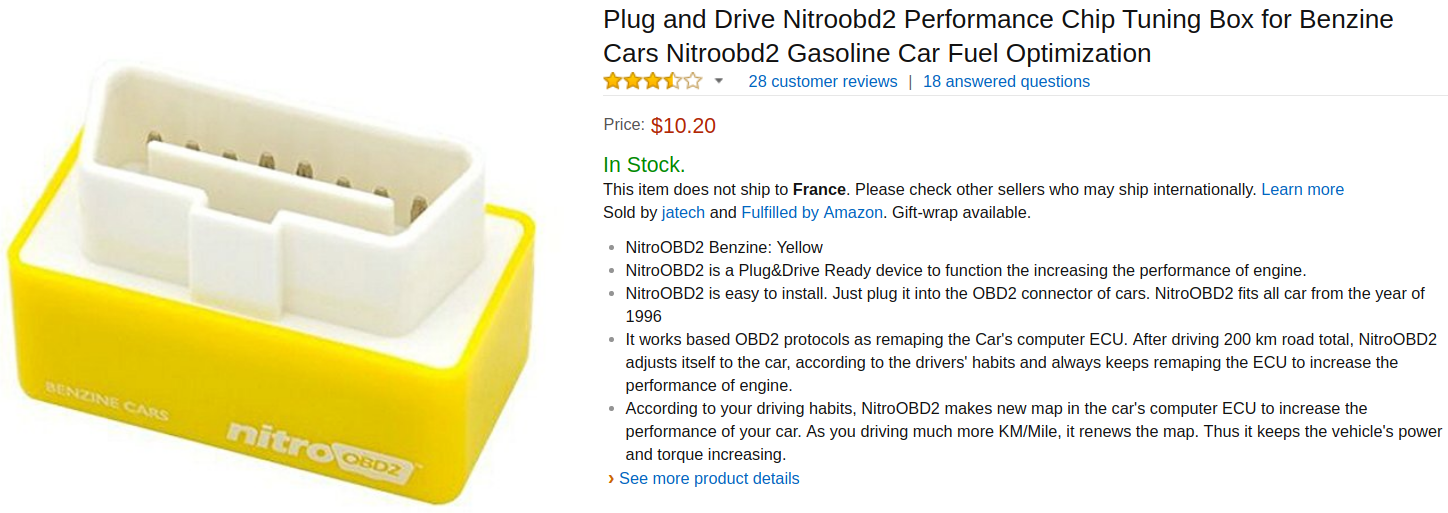 Plug and Drive Nitroobd2 Performance Chip Tuning Box for Benzine
Cars Nitroobd2 Gasoline Car Fuel Optimization
28 customer reviews | 18 answered questions
Price: $10.20
In Stock.
This item does not ship to France. Please check other sellers who may ship internationally. Learn more
Sold by jatech and Fulfilled by Amazon. Gift-wrap available.
• NitroOBD2 Benzine: Yellow
• NitroOBD2 is a Plug&Drive Ready device to function the increasing the performance of engine.
• NitroOBD2 is easy to install. Just plug it into the OBD2 connector of cars. NitroOBD2 fits all car from the year of
1996
• It works based OBD2 protocols as remaping the Car's computer ECU. After driving 200 km road total, NitroOBD2
adjusts itself to the car, according to the drivers' habits and always keeps remaping the ECU to increase the
performance of engine.
• According to your driving habits, NitroOBD2 makes new map in the car's computer ECU to increase the
performance of your car. As you driving much more KM/Mile, it renews the map. Thus it keeps the vehicle's power
and torque increasing.
› See more product details
BENZINE CARS
nitro OBD2